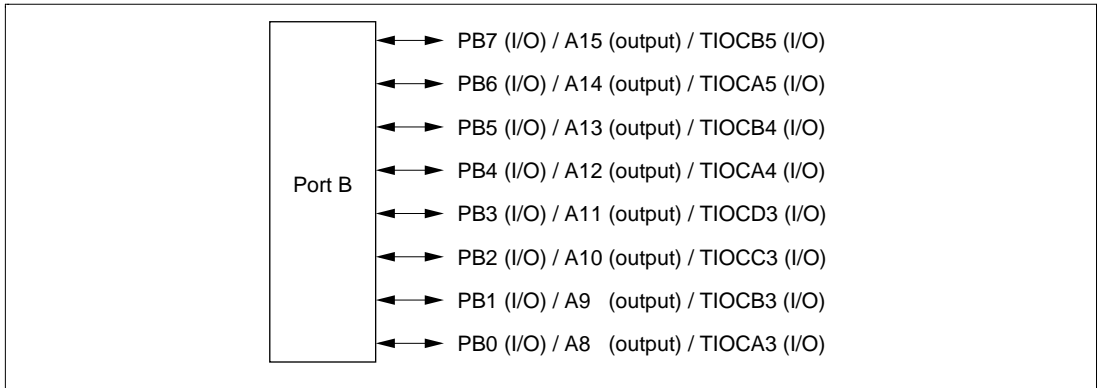 PB7 (I/O) / A15 (output) / TIOCB5 (I/O)
PB6 (I/O) / A14 (output) / TIOCA5 (I/O)
PB5 (I/O) / A13 (output) / TIOCB4 (I/O)
PB4 (I/O) / A12 (output) / TIOCA4 (I/O)
Port B
PB3 (I/O) / A11 (output) / TIOCD3 (I/O)
PB2 (I/O) / A10 (output) / TIOCC3 (I/O)
PB1 (I/O) / A9 (output) / TIOCB3 (I/O)
PB0 (I/O) / A8 (output) / TIOCA3 (I/O)